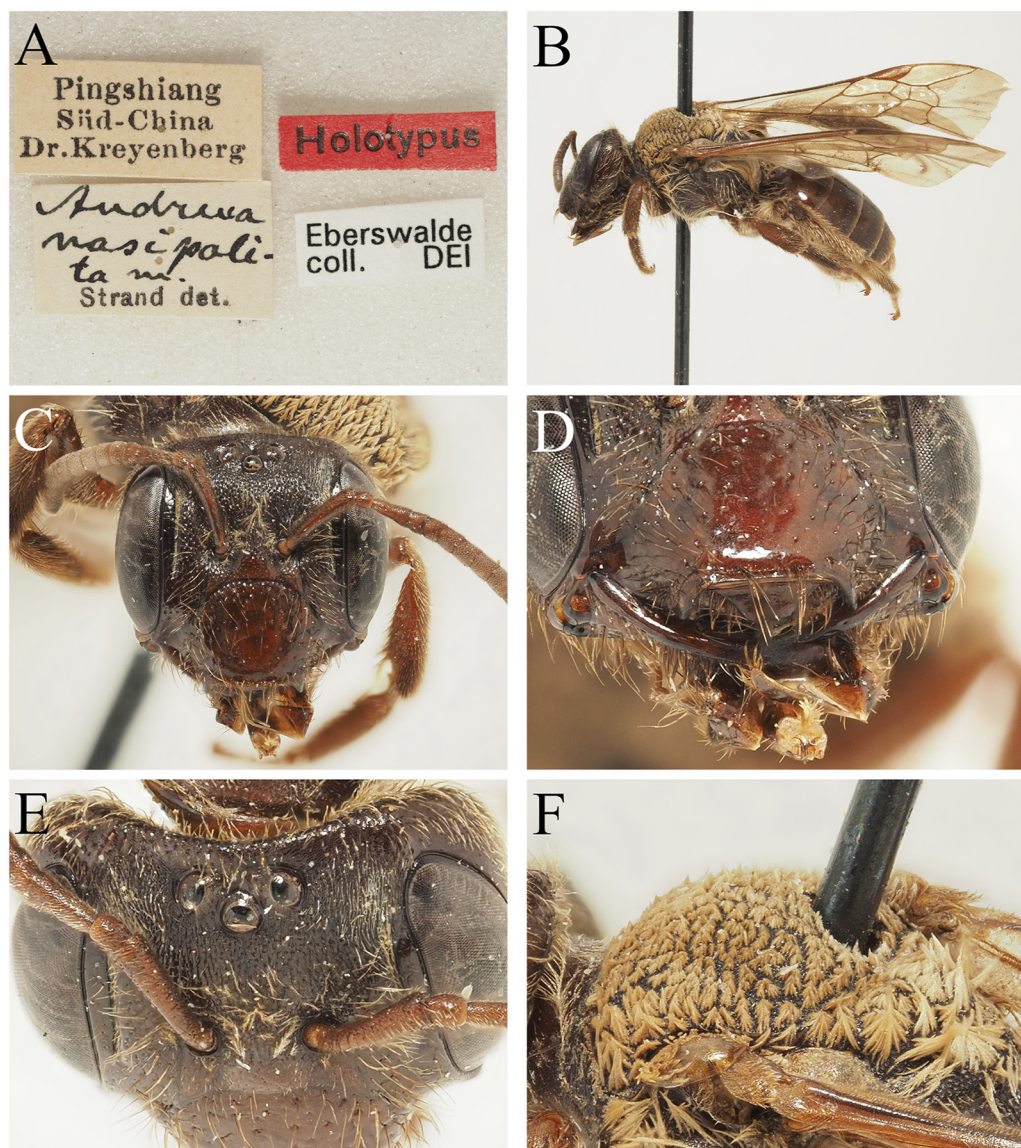 A
Pingshiang
Süd-China
Dr.Kreyenberg
Holotypus
Andrena
nasipoli-
ta m.
Strand det.
Eberswalde
coll. DEI
B
C
D
E
F